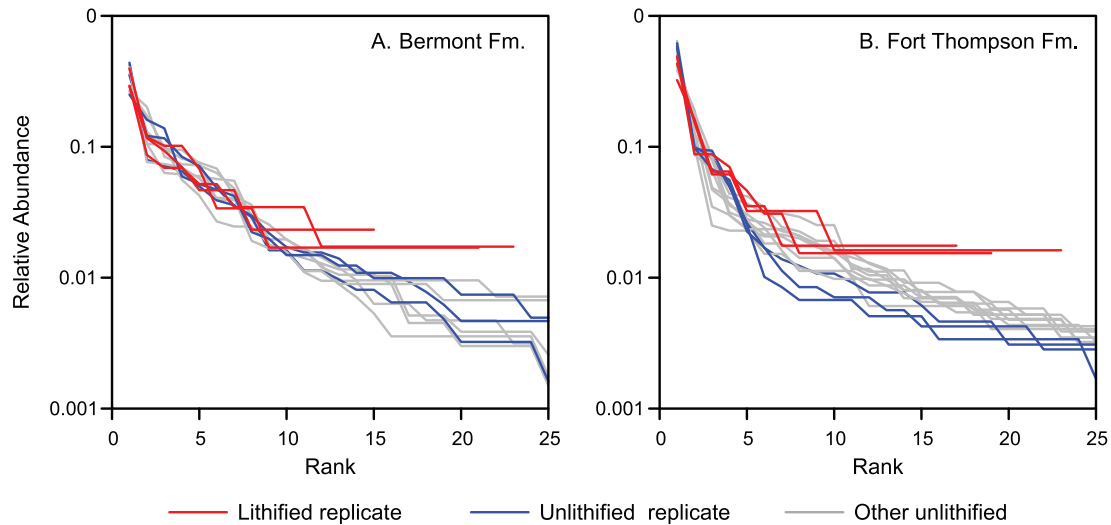 A. Bermont Fm.
B. Fort Thompson Fm.
Relative Abundance
0
0.1
0.01
0.001
0 5 10 15 20 25
Rank
0
0.1
0.01
0.001
0 5 10 15 20 25
Rank
Lithified replicate
Unlithified replicate
Other unlithified